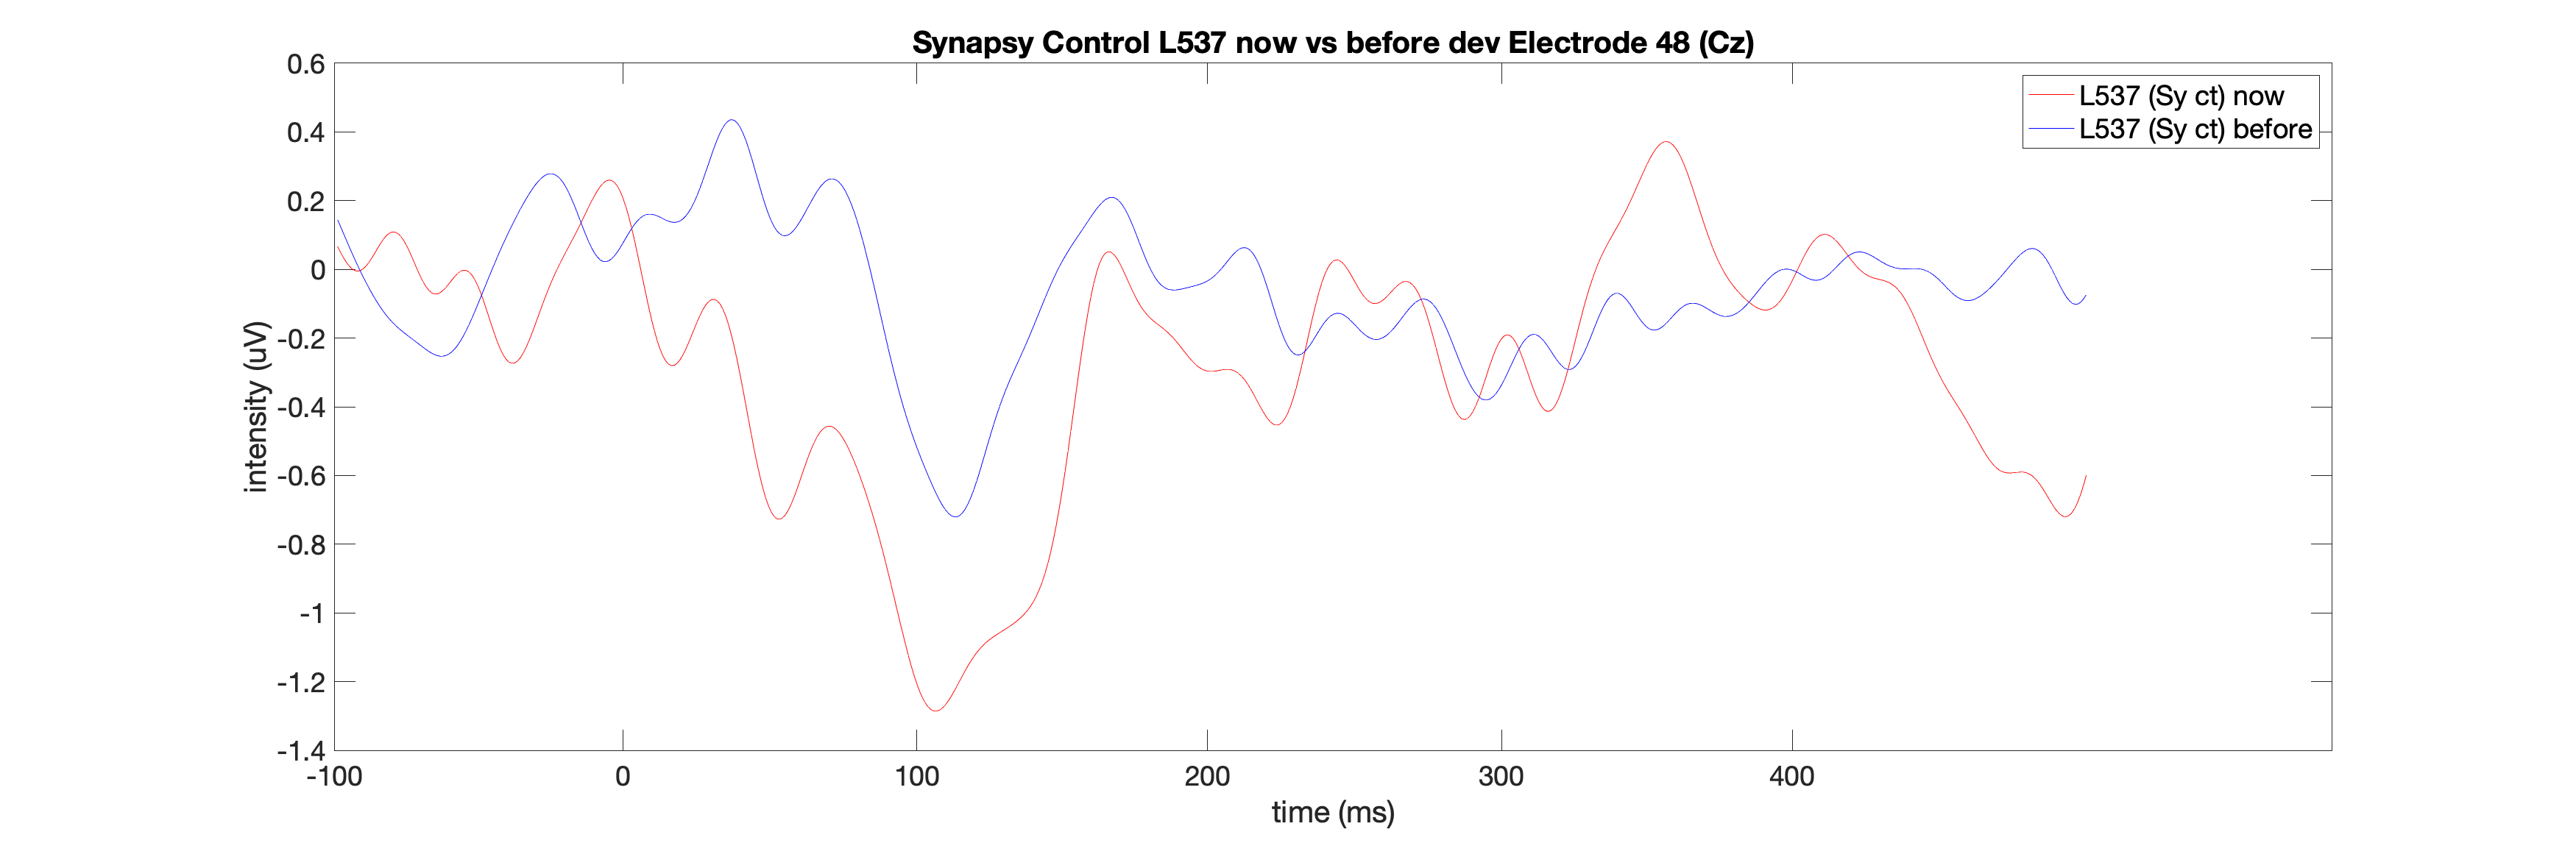 Synapsy Control L537 now vs before dev Electrode 48 (Cz)
0.6
0.4
0.2
0
-0.2
-0.4
-0.6
-0.8
-1
-1.2
-1.4
intensity (uV)
L537 (Sy ct) now
L537 (Sy ct) before
-100 0 100 200 300 400
time (ms)